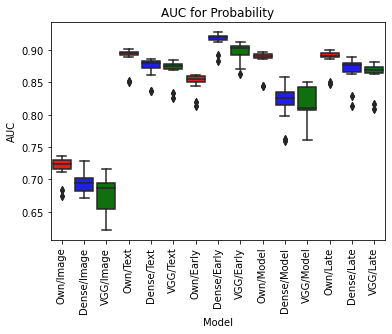 AUC for Probability
AUC
0.90
0.85
0.80
0.75
0.70
0.65
Own/Image
Dense/Image
VGG/Image
Own/Text
Dense/Text
VGG/Text
Own/Early
Dense/Early
VGG/Early
Own/Model
Dense/Model
VGG/Model
Own/Late
Dense/Late
VGG/Late
Model